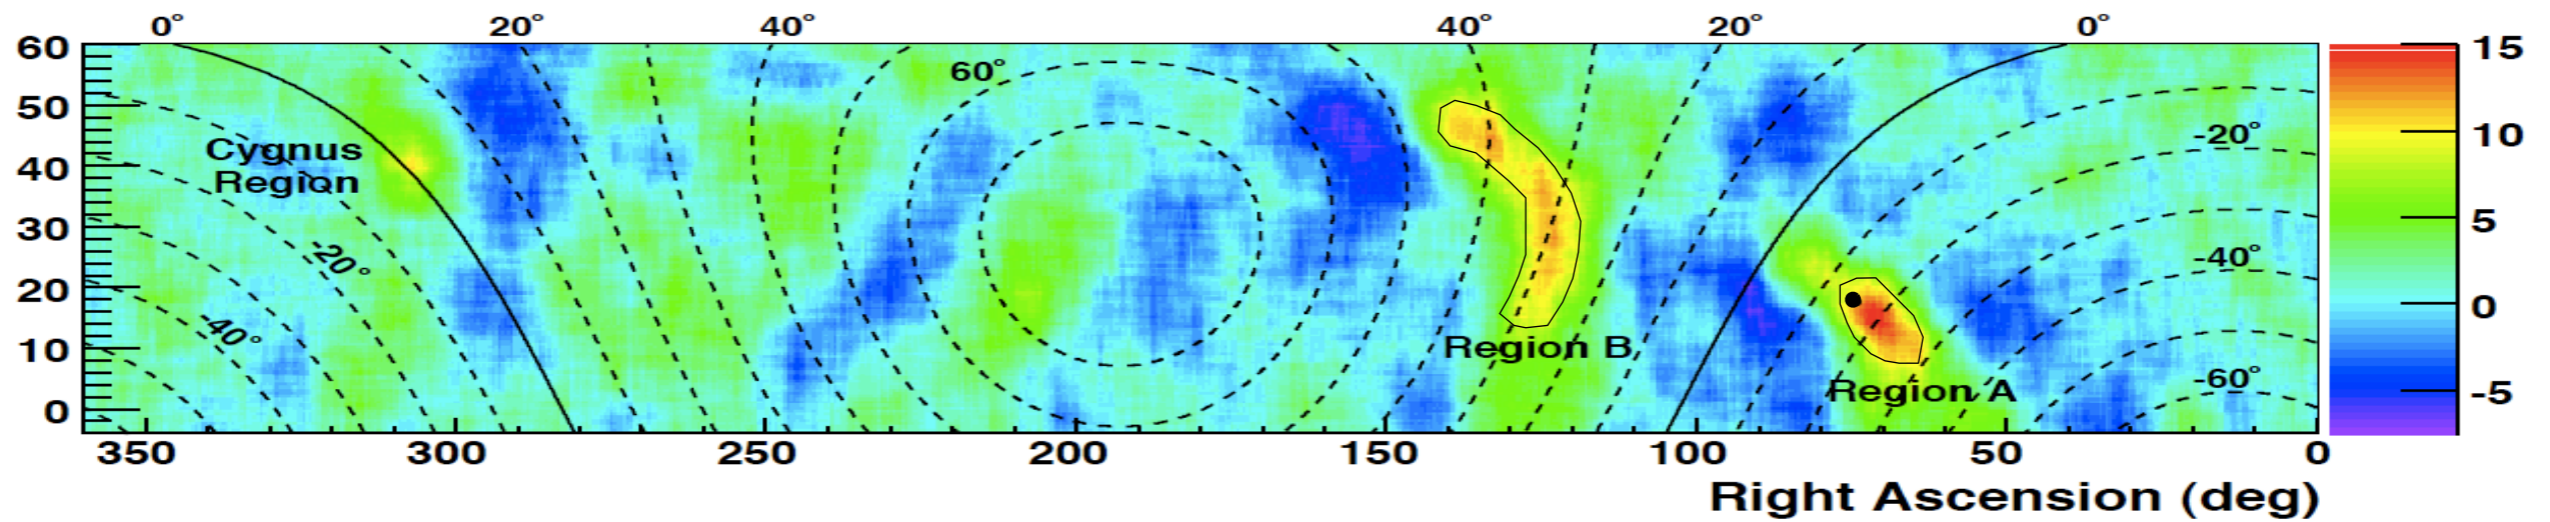 0° 20° 40° 40° 20° 0°
60 60° 15
50 -20° 10
Cygnus
Region
40
30 -20° -40° 5
20 -40° 0
10 Region B -60° -5
Region A
0
350 300 250 200 150 100 50 0
Right Ascension (deg)